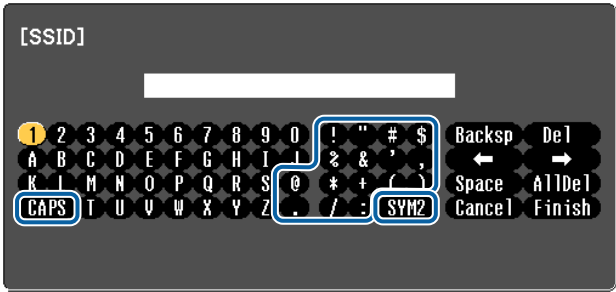 [SSID]
1 2 3 4 5 6 7 8 9 0 ! " # $ Backsp Del
A B C D E F G H I J % & ' , ← →
K L M N O P Q R S @ * + ( ) Space AllDel
CAPS T U V W X Y Z . / : SYM2 Cancel Finish